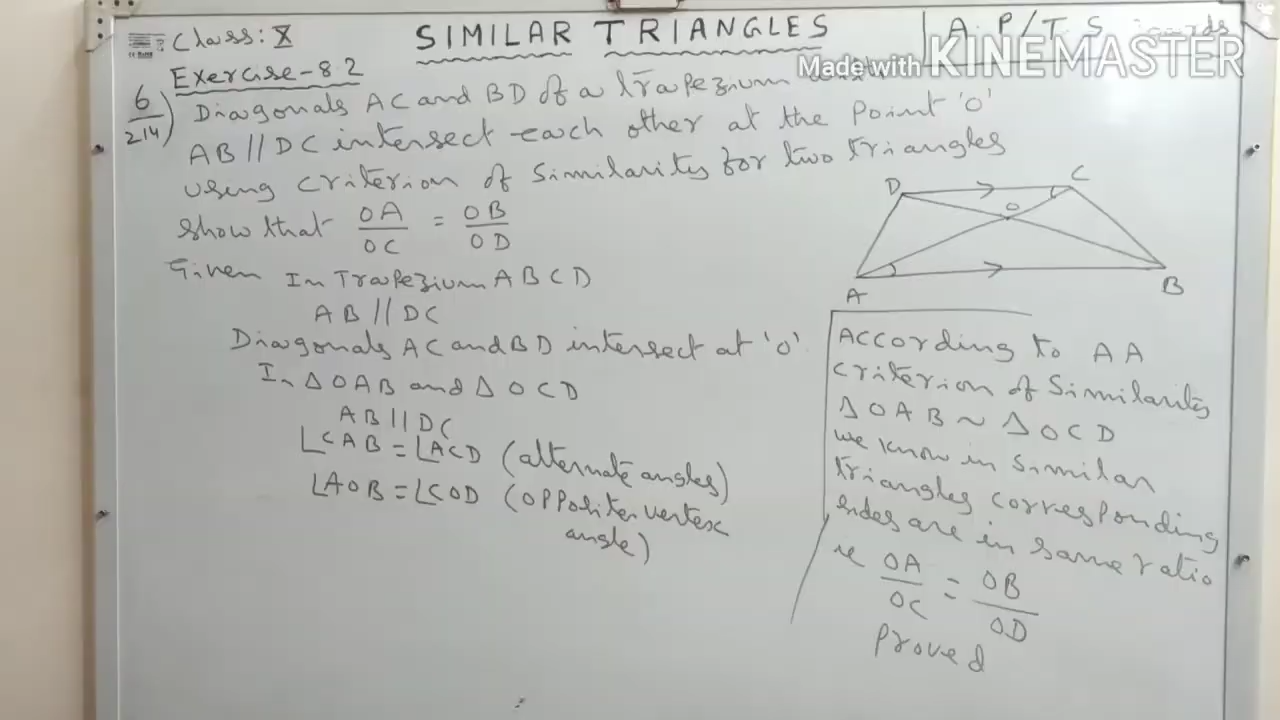 Class: X
SIMILAR TRIANGLES
A.P/T.S
Made with KINEMASTER
Exercise-8.2
6/214) Diagonals AC and BD of a trapezium
AB // DC intersect each other at the point 'O'
using criterion of Similarity for two triangles
show that OA/OC = OB/OD
Given In Trapezium ABCD
AB // DC
Diagonals AC and BD intersect at 'O'
In Δ OAB and Δ OCD
AB // DC
∠CAB = ∠ACD (alternate angles)
∠AOB = ∠COD (opposite vertex
angle)
D C
O
A B
According to AA
criterion of Similarity
Δ OAB ~ Δ OCD
we know in similar
triangles corresponding
sides are in same ratio
ie OA/OC = OB/OD
Proved